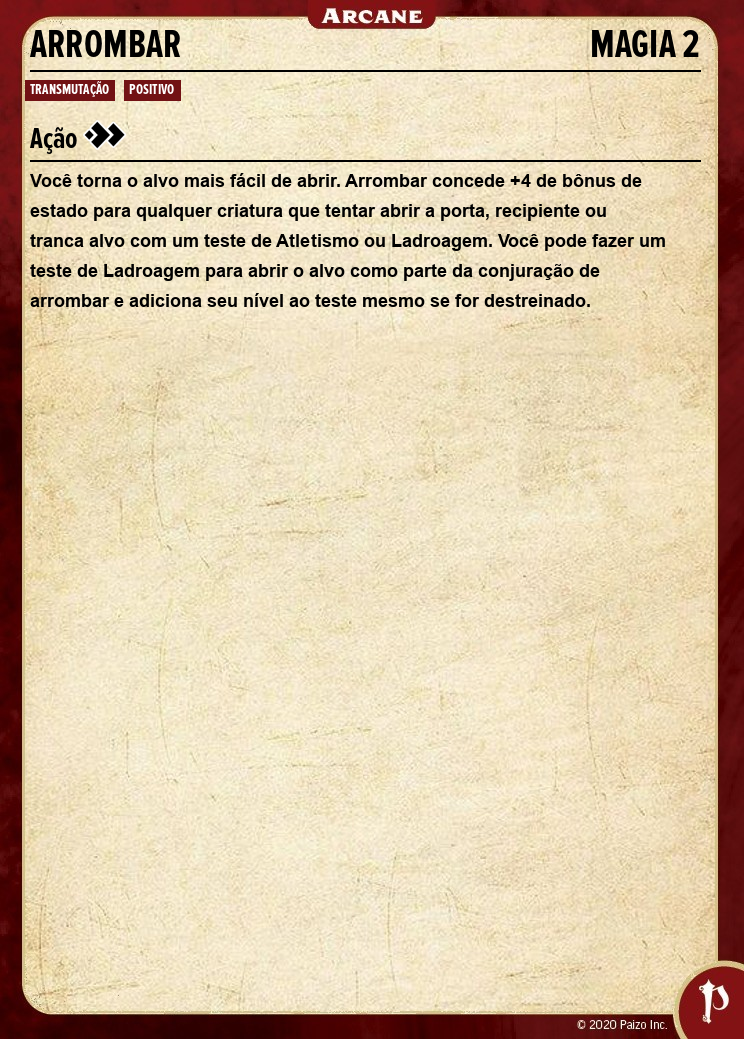 ARCANE
ARROMBAR MAGIA 2
TRANSMUTAÇÃO POSITIVO
Ação
Você torna o alvo mais fácil de abrir. Arrombar concede +4 de bônus de
estado para qualquer criatura que tentar abrir a porta, recipiente ou
tranca alvo com um teste de Atletismo ou Ladroagem. Você pode fazer um
teste de Ladroagem para abrir o alvo como parte da conjuração de
arrombar e adiciona seu nível ao teste mesmo se for destreinado.
© 2020 Paizo Inc.